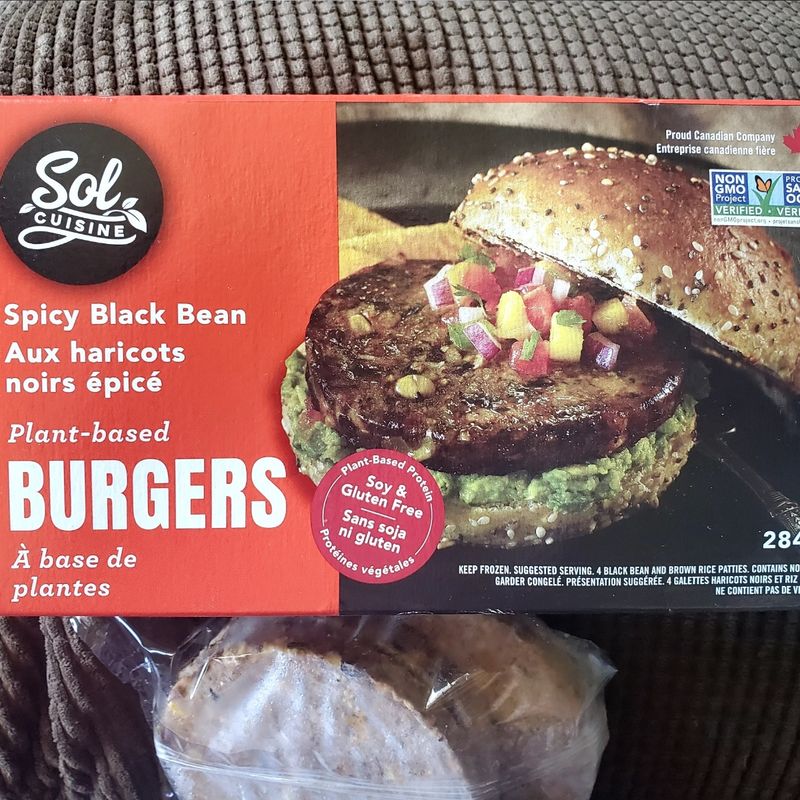 Sol
CUISINE
Spicy Black Bean
Aux haricots
noirs épicé
Plant-based
BURGERS
À base de
plantes
Plant-Based Protein
Soy &
Gluten Free
Sans soja
ni gluten
Protéines végétales
Proud Canadian Company
Entreprise canadienne fière
NON
GMO
Project
VERIFIED
nongmoproject.org
284
KEEP FROZEN. SUGGESTED SERVING. 4 BLACK BEAN AND BROWN RICE PATTIES. CONTAINS NO
GARDER CONGELÉ. PRÉSENTATION SUGGÉRÉE. 4 GALETTES HARICOTS NOIRS ET RIZ
NE CONTIENT PAS DE